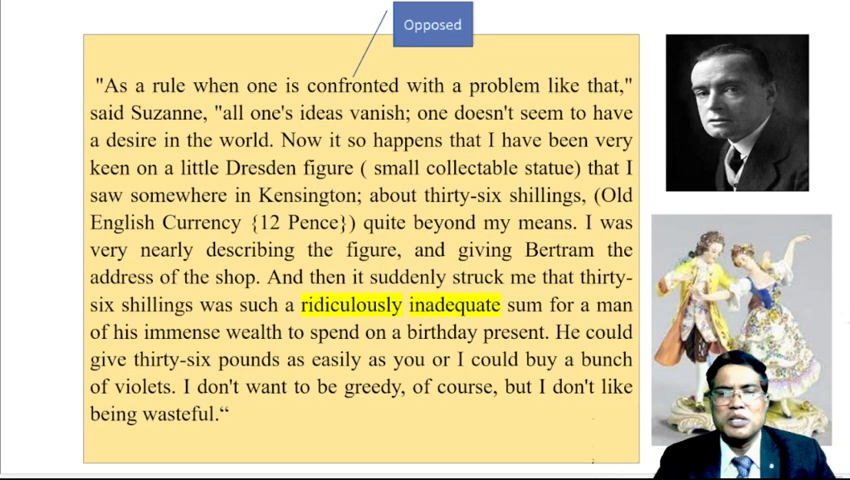 Opposed
"As a rule when one is confronted with a problem like that,"
said Suzanne, "all one's ideas vanish; one doesn't seem to have
a desire in the world. Now it so happens that I have been very
keen on a little Dresden figure ( small collectable statue) that I
saw somewhere in Kensington; about thirty-six shillings, (Old
English Currency {12 Pence}) quite beyond my means. I was
very nearly describing the figure, and giving Bertram the
address of the shop. And then it suddenly struck me that thirty-
six shillings was such a ridiculously inadequate sum for a man
of his immense wealth to spend on a birthday present. He could
give thirty-six pounds as easily as you or I could buy a bunch
of violets. I don't want to be greedy, of course, but I don't like
being wasteful.“